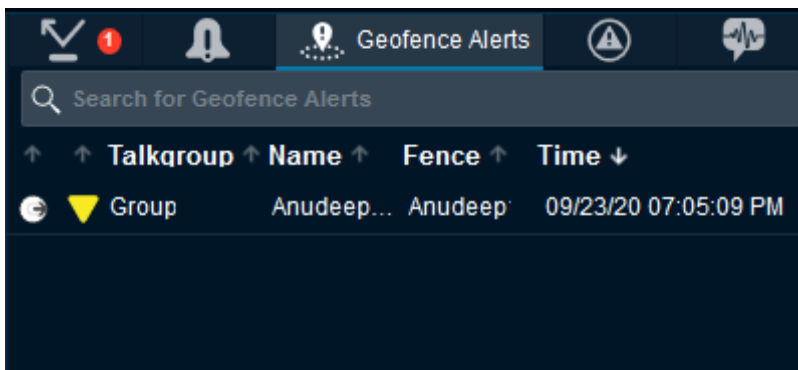 1 Geofence Alerts
Search for Geofence Alerts
Talkgroup Name Fence Time
Group Anudeep... Anudeep 09/23/20 07:05:09 PM